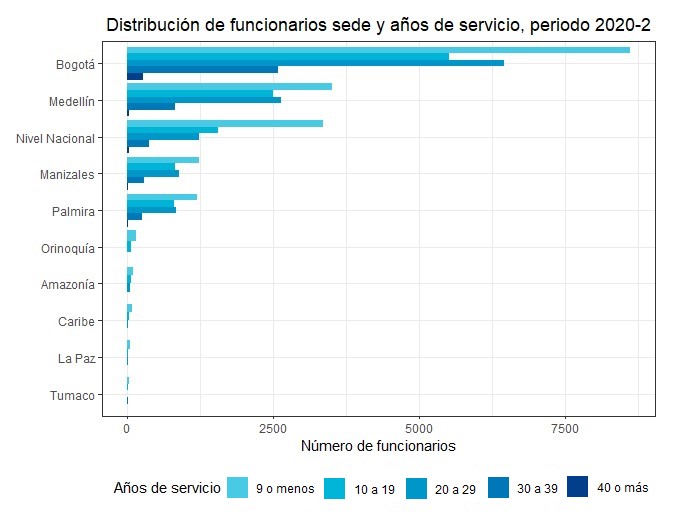 Distribución de funcionarios sede y años de servicio, periodo 2020-2
Bogotá
Medellín
Nivel Nacional
Manizales
Palmira
Orinoquía
Amazonía
Caribe
La Paz
Tumaco
0 2500 5000 7500
Número de funcionarios
Años de servicio 9 o menos 10 a 19 20 a 29 30 a 39 40 o más